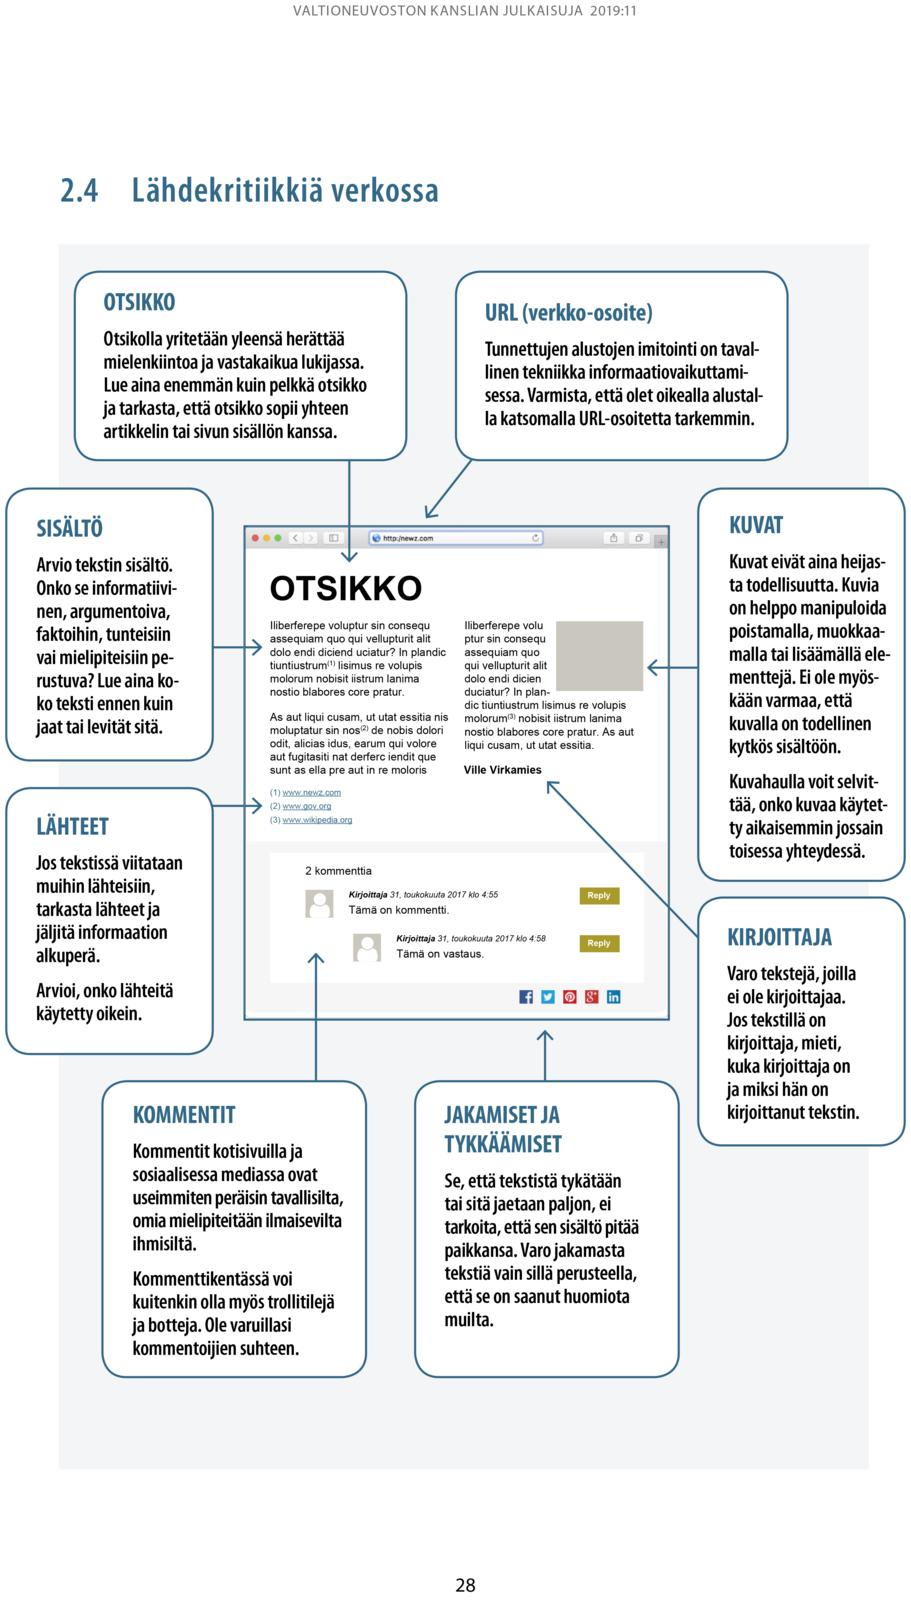 VALTIONEUVOSTON KANSLIAN JULKAISUJA 2019:11
2.4 Lähdekritiikkiä verkossa
OTSIKKO
Otsikolla yritetään yleensä herättää
mielenkiintoa ja vastakaikua lukijassa.
Lue aina enemmän kuin pelkkä otsikko
ja tarkasta, että otsikko sopii yhteen
artikkelin tai sivun sisällön kanssa.
URL (verkko-osoite)
Tunnettujen alustojen imitointi on taval-
linen tekniikka informaatiovaikuttami-
sessa. Varmista, että olet oikealla alustal-
la katsomalla URL-osoitetta tarkemmin.
SISÄLTÖ
Arvio tekstin sisältö.
Onko se informatiivi-
nen, argumentoiva,
faktoihin, tunteisiin
vai mielipiteisiin pe-
rustuva? Lue aina ko-
ko teksti ennen kuin
jaat tai levität sitä.
LÄHTEET
Jos tekstissä viitataan
muihin lähteisiin,
tarkasta lähteet ja
jäljitä informaation
alkuperä.
Arvioi, onko lähteitä
käytetty oikein.
http:/newz.com
OTSIKKO
Iliberferepe voluptur sin consequ
assequiam quo qui vellupturit alit
dolo endi diciend uciatur? In plandic
tiuntiustrum(1) lisimus re volupis
molorum nobisit iistrum lanima
nostio blabores core pratur.
As aut liqui cusam, ut utat essitia nis
moluptatur sin nos(2) de nobis dolori
odit, alicias idus, earum qui volore
aut fugitasiti nat derferc iendit que
sunt as ella pre aut in re moloris
(1) www.newz.com
(2) www.gov.org
(3) www.wikipedia.org
Iliberferepe volu
ptur sin consequ
assequiam quo
qui vellupturit alit
dolo endi dicien
duciatur? In plan-
dic tiuntiustrum lisimus re volupis
molorum(3) nobisit iistrum lanima
nostio blabores core pratur. As aut
liqui cusam, ut utat essitia.
Ville Virkamies
2 kommenttia
Kirjoittaja 31, toukokuuta 2017 klo 4:55
Tämä on kommentti.
Reply
Kirjoittaja 31, toukokuuta 2017 klo 4:58
Tämä on vastaus.
Reply
KUVAT
Kuvat eivät aina heijas-
ta todellisuutta. Kuvia
on helppo manipuloida
poistamalla, muokkaa-
malla tai lisäämällä ele-
menttejä. Ei ole myös-
kään varmaa, että
kuvalla on todellinen
kytkös sisältöön.
Kuvahaulla voit selvit-
tää, onko kuvaa käytet-
ty aikaisemmin jossain
toisessa yhteydessä.
KIRJOITTAJA
Varo tekstejä, joilla
ei ole kirjoittajaa.
Jos tekstillä on
kirjoittaja, mieti,
kuka kirjoittaja on
ja miksi hän on
kirjoittanut tekstin.
KOMMENTIT
Kommentit kotisivuilla ja
sosiaalisessa mediassa ovat
useimmiten peräisin tavallisilta,
omia mielipiteitään ilmaisevilta
ihmisiltä.
Kommenttikentässä voi
kuitenkin olla myös trollitilejä
ja botteja. Ole varuillasi
kommentoijien suhteen.
JAKAMISET JA
TYKKÄÄMISET
Se, että tekstistä tykätään
tai sitä jaetaan paljon, ei
tarkoita, että sen sisältö pitää
paikkansa. Varo jakamasta
tekstiä vain sillä perusteella,
että se on saanut huomiota
muilta.
28